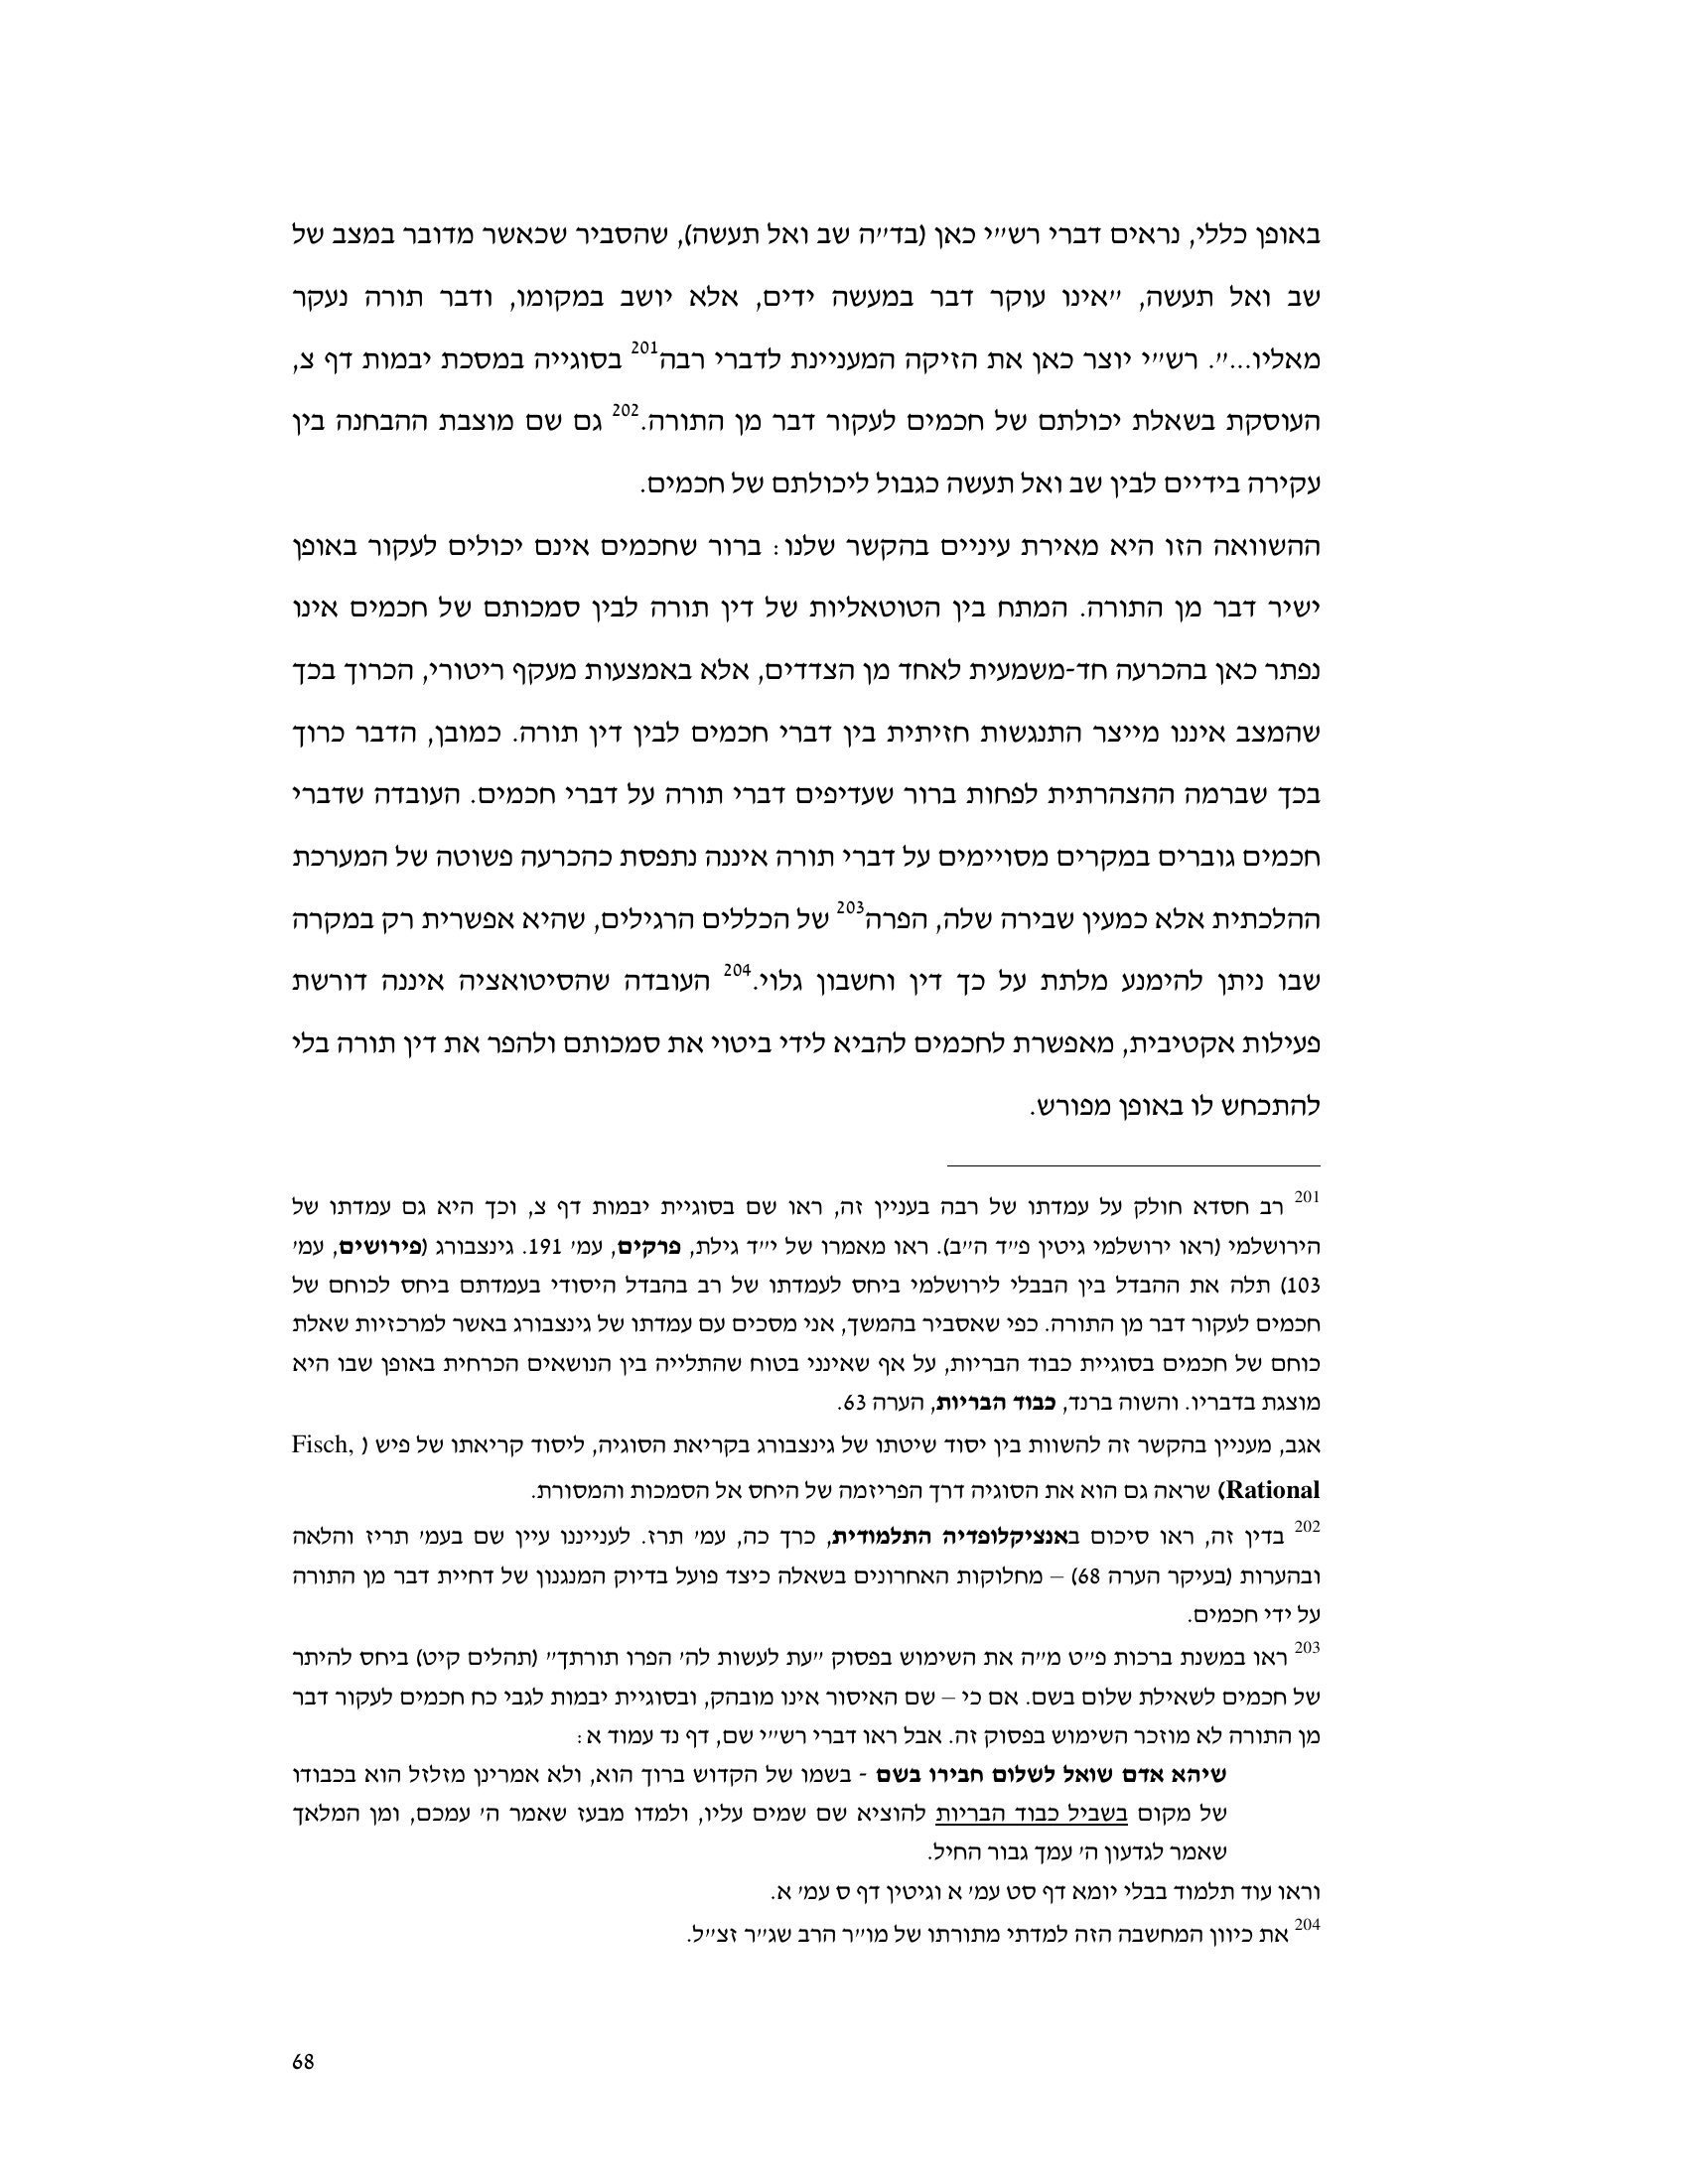 באופן כללי, נראים דברי רש״י כאן (בד״ה שב ואל תעשה), שהסביר שכאשר מדובר במצב של
שב ואל תעשה, ״אינו עוקר דבר במעשה ידים, אלא יושב במקומו, ודבר תורה נעקר
מאליו...״. רש״י יוצר כאן את הזיקה המעניינת לדברי רבה201 בסוגייה במסכת יבמות דף צ,
העוסקת בשאלת יכולתם של חכמים לעקור דבר מן התורה.202 גם שם מוצבת ההבחנה בין
עקירה בידיים לבין שב ואל תעשה כגבול ליכולתם של חכמים.
ההשוואה הזו היא מאירת עיניים בהקשר שלנו: ברור שחכמים אינם יכולים לעקור באופן
ישיר דבר מן התורה. המתח בין הטוטאליות של דין תורה לבין סמכותם של חכמים אינו
נפתר כאן בהכרעה חד-משמעית לאחד מן הצדדים, אלא באמצעות מעקף ריטורי, הכרוך בכך
שהמצב איננו מייצר התנגשות חזיתית בין דברי חכמים לבין דין תורה. כמובן, הדבר כרוך
בכך שברמה ההצהרתית לפחות ברור שעדיפים דברי תורה על דברי חכמים. העובדה שדברי
חכמים גוברים במקרים מסויימים על דברי תורה איננה נתפסת כהכרעה פשוטה של המערכת
ההלכתית אלא כמעין שבירה שלה, הפרה203 של הכללים הרגילים, שהיא אפשרית רק במקרה
שבו ניתן להימנע מלתת על כך דין וחשבון גלוי.204 העובדה שהסיטואציה איננה דורשת
פעילות אקטיבית, מאפשרת לחכמים להביא לידי ביטוי את סמכותם ולהפר את דין תורה בלי
להתכחש לו באופן מפורש.
201 רב חסדא חולק על עמדתו של רבה בעניין זה, ראו שם בסוגיית יבמות דף צ, וכך היא גם עמדתו של
הירושלמי (ראו ירושלמי גיטין פ״ד ה״ב). ראו מאמרו של י״ד גילת, פרקים, עמ׳ 191. גינצבורג (פירושים, עמ׳
103) תלה את ההבדל בין הבבלי לירושלמי ביחס לעמדתו של רב בהבדל היסודי בעמדתם ביחס לכוחם של
חכמים לעקור דבר מן התורה. כפי שאסביר בהמשך, אני מסכים עם עמדתו של גינצבורג באשר למרכזיות שאלת
כוחם של חכמים בסוגיית כבוד הבריות, על אף שאינני בטוח שהתלייה בין הנושאים הכרחית באופן שבו היא
מוצגת בדבריו. והשוה ברנד, כבוד הבריות, הערה 63.
אגב, מעניין בהקשר זה להשוות בין יסוד שיטתו של גינצבורג בקריאת הסוגיה, ליסוד קריאתו של פיש (Fisch,
Rational) שראה גם הוא את הסוגיה דרך הפריזמה של היחס אל הסמכות והמסורת.
202 בדין זה, ראו סיכום באנציקלופדיה התלמודית, כרך כה, עמ׳ תרז. לענייננו עיין שם בעמ׳ תריז והלאה
ובהערות (בעיקר הערה 68) – מחלוקות האחרונים בשאלה כיצד פועל בדיוק המנגנון של דחיית דבר מן התורה
על ידי חכמים.
203 ראו במשנת ברכות פ״ט מ״ה את השימוש בפסוק ״עת לעשות לה׳ הפרו תורתך״ (תהלים קיט) ביחס להיתר
של חכמים לשאילת שלום בשם. אם כי – שם האיסור אינו מובהק, ובסוגיית יבמות לגבי כח חכמים לעקור דבר
מן התורה לא מוזכר השימוש בפסוק זה. אבל ראו דברי רש״י שם, דף נד עמוד א:
שיהא אדם שואל לשלום חבירו בשם - בשמו של הקדוש ברוך הוא, ולא אמרינן מזלזל הוא בכבודו
של מקום בשביל כבוד הבריות להוציא שם שמים עליו, ולמדו מבעז שאמר ה׳ עמכם, ומן המלאך
שאמר לגדעון ה׳ עמך גבור החיל.
וראו עוד תלמוד בבלי יומא דף סט עמ׳ א וגיטין דף ס עמ׳ א.
204 את כיוון המחשבה הזה למדתי מתורתו של מו״ר הרב שג״ר זצ״ל.
68